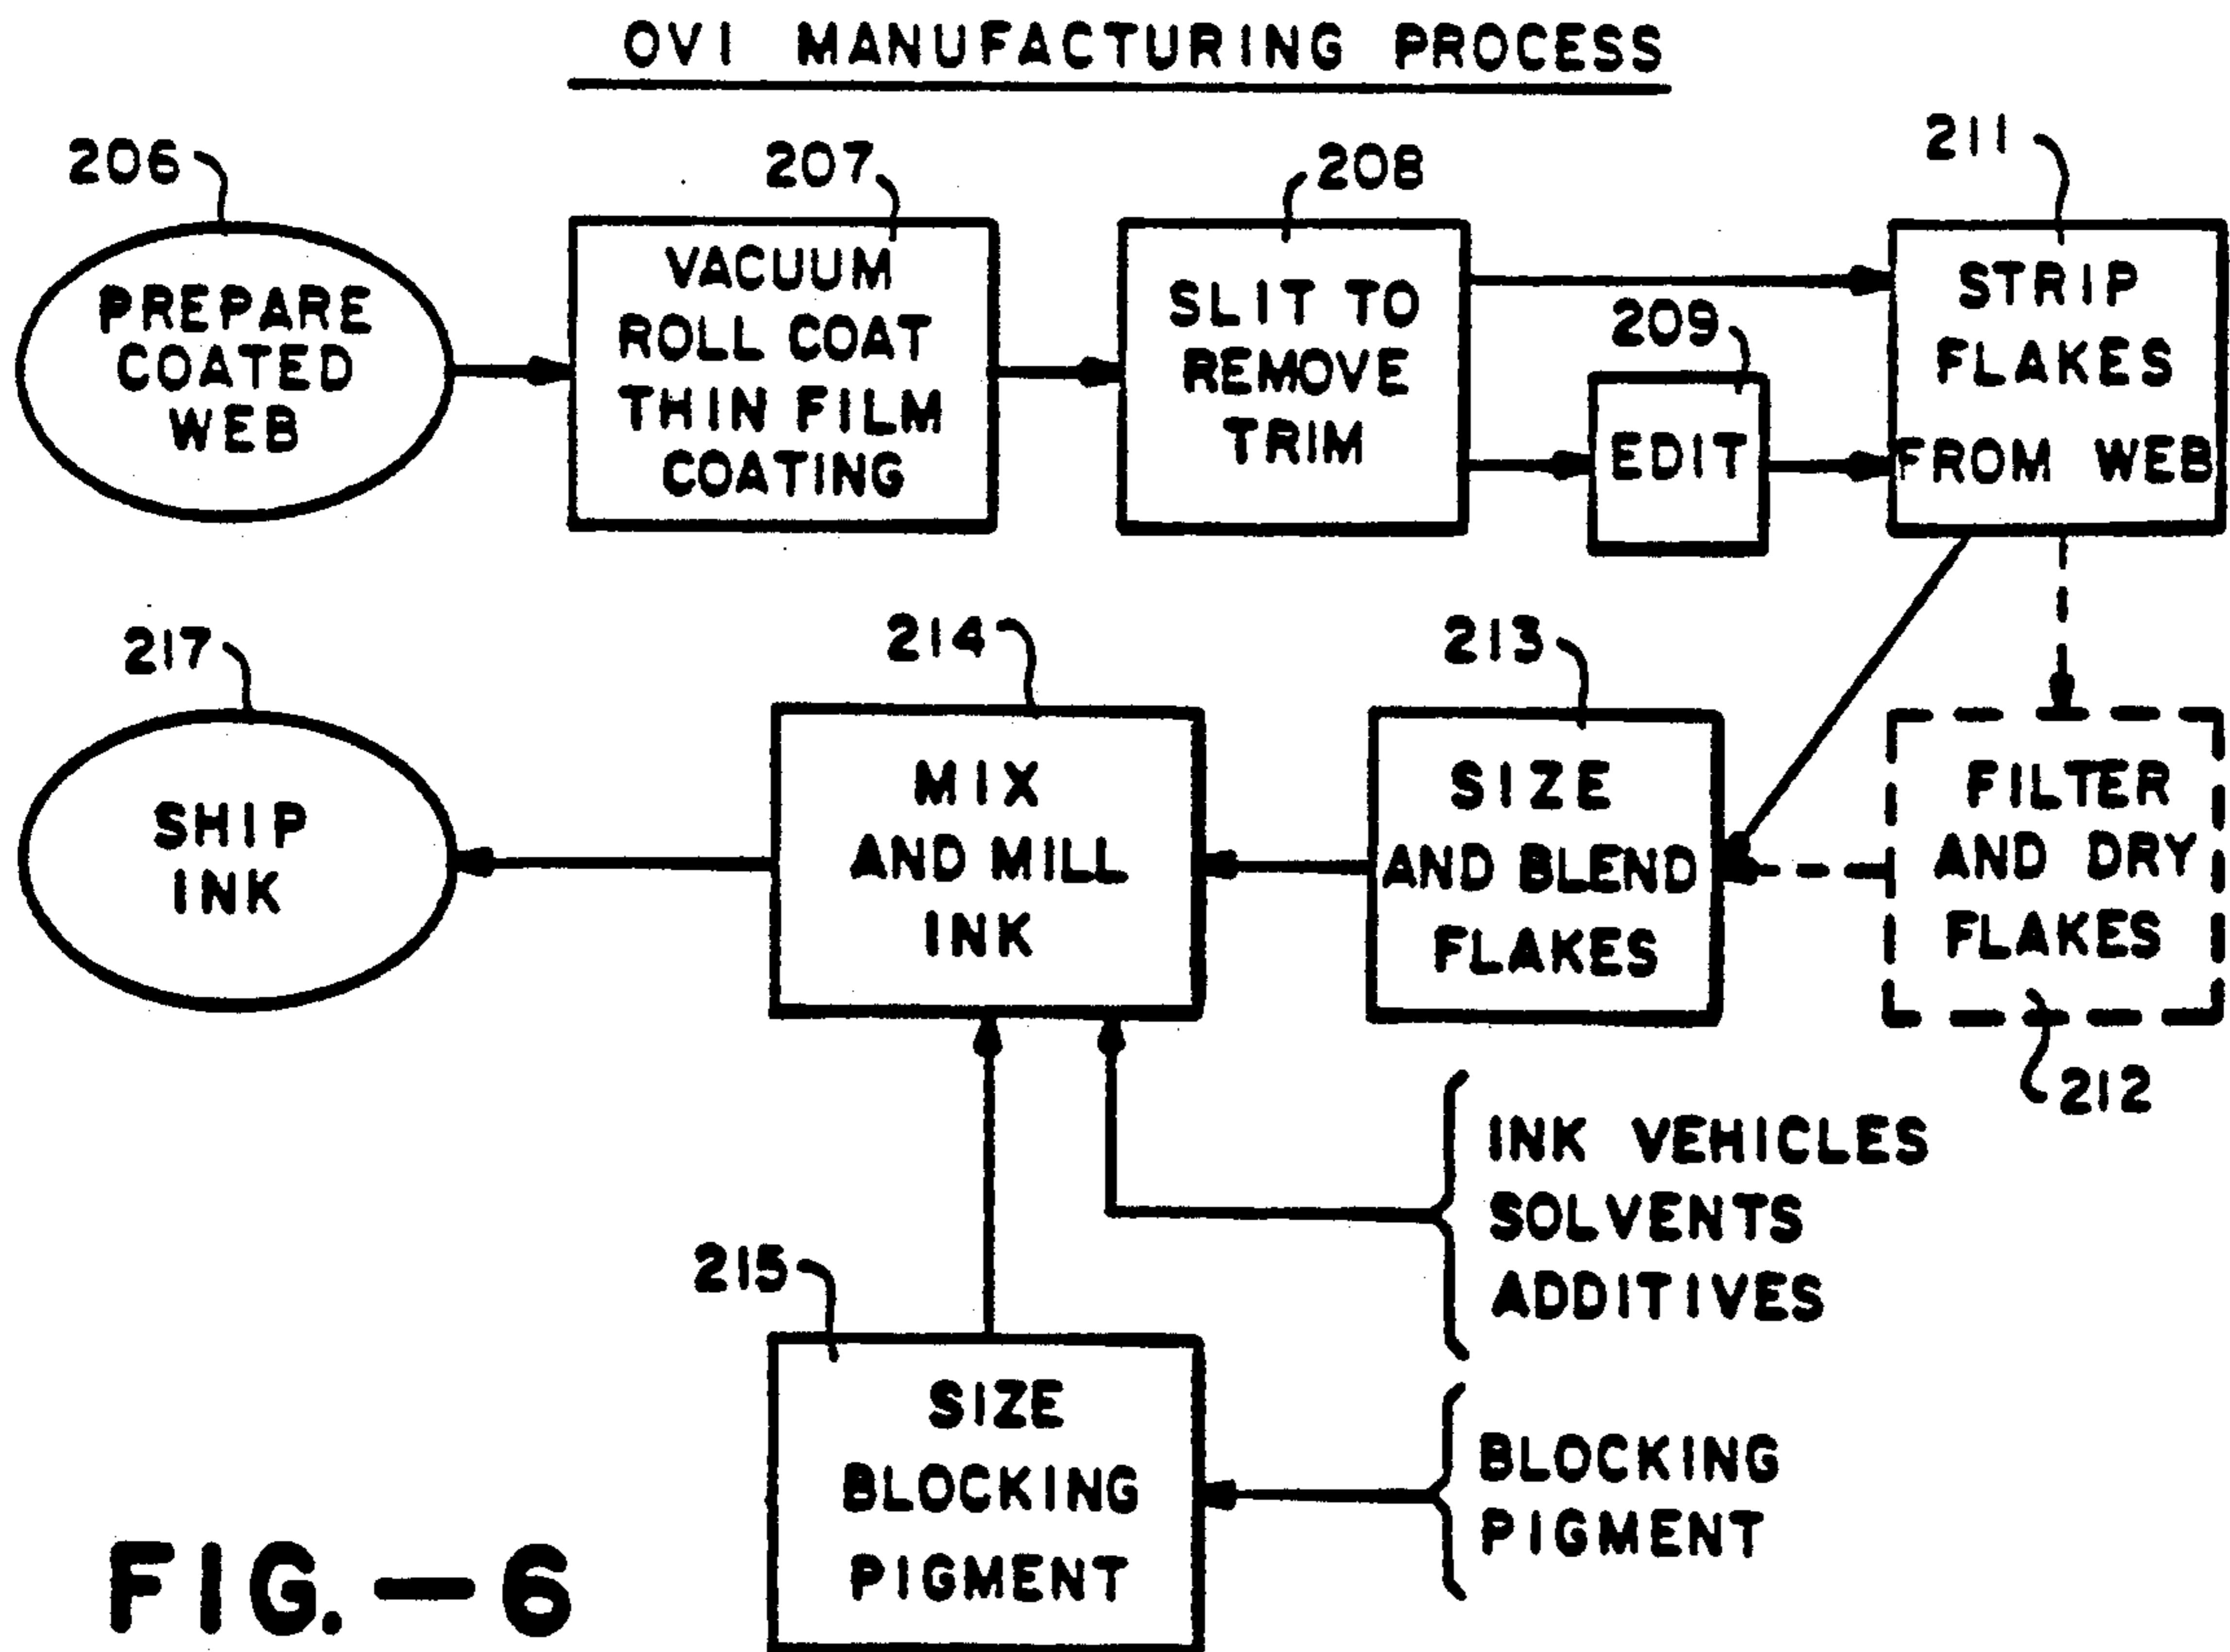 OVI MANUFACTURING PROCESS
206
PREPARE
COATED
WEB
207
VACUUM
ROLL COAT
THIN FILM
COATING
208
SLIT TO
REMOVE
TRIM
209
EDIT
211
STRIP
FLAKES
FROM WEB
217
SHIP
INK
214
MIX
AND MILL
INK
213
SIZE
AND BLEND
FLAKES
FILTER
AND DRY
FLAKES
212
INK VEHICLES
SOLVENTS
ADDITIVES
215
SIZE
BLOCKING
PIGMENT
BLOCKING
PIGMENT
FIG.—6